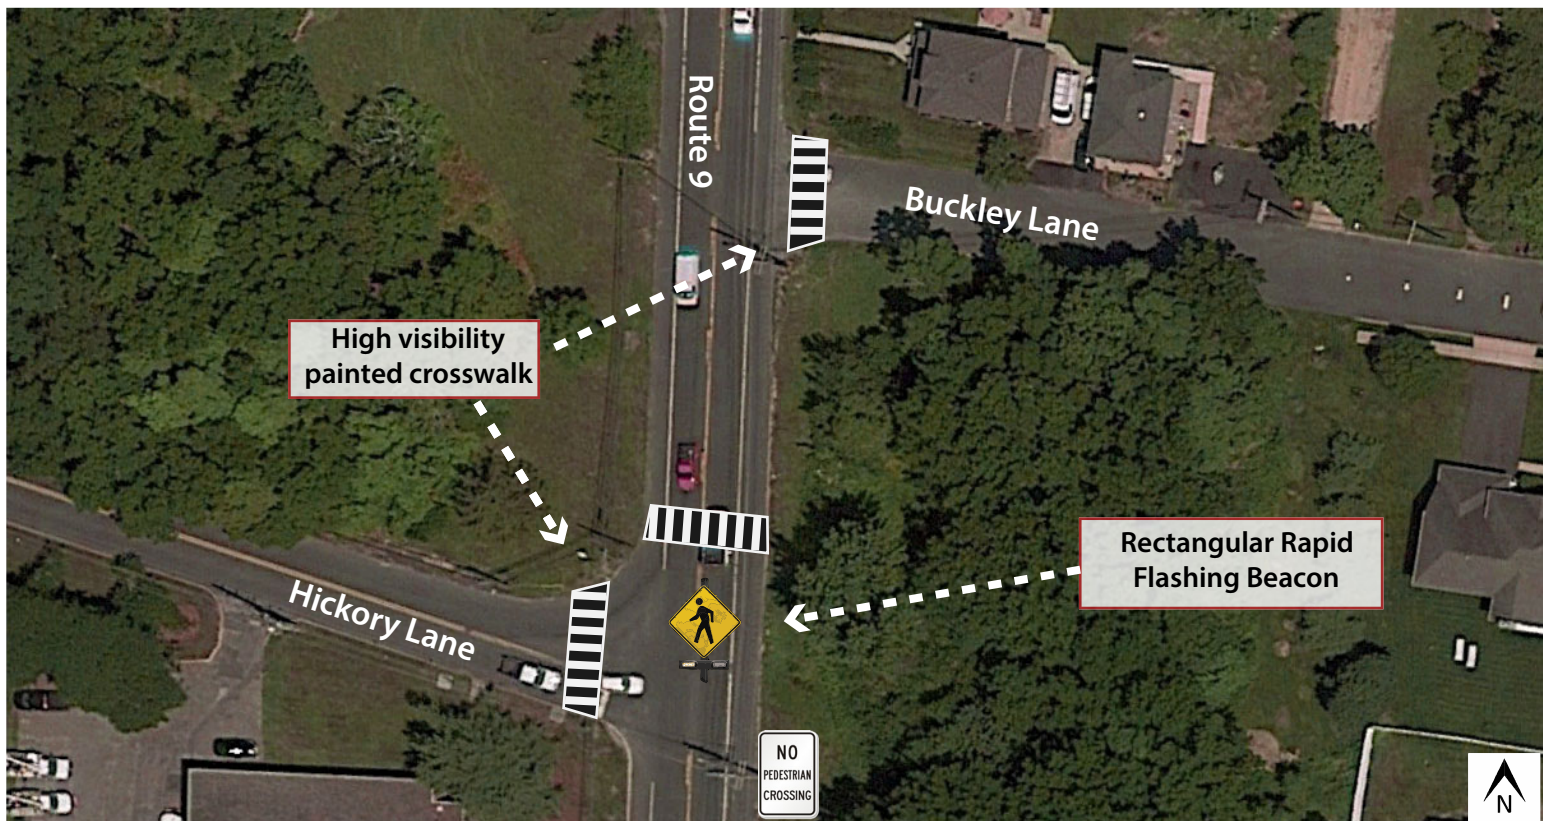 Route 9
Buckley Lane
High visibility
painted crosswalk
Rectangular Rapid
Flashing Beacon
Hickory Lane
NO
PEDESTRIAN
CROSSING
N